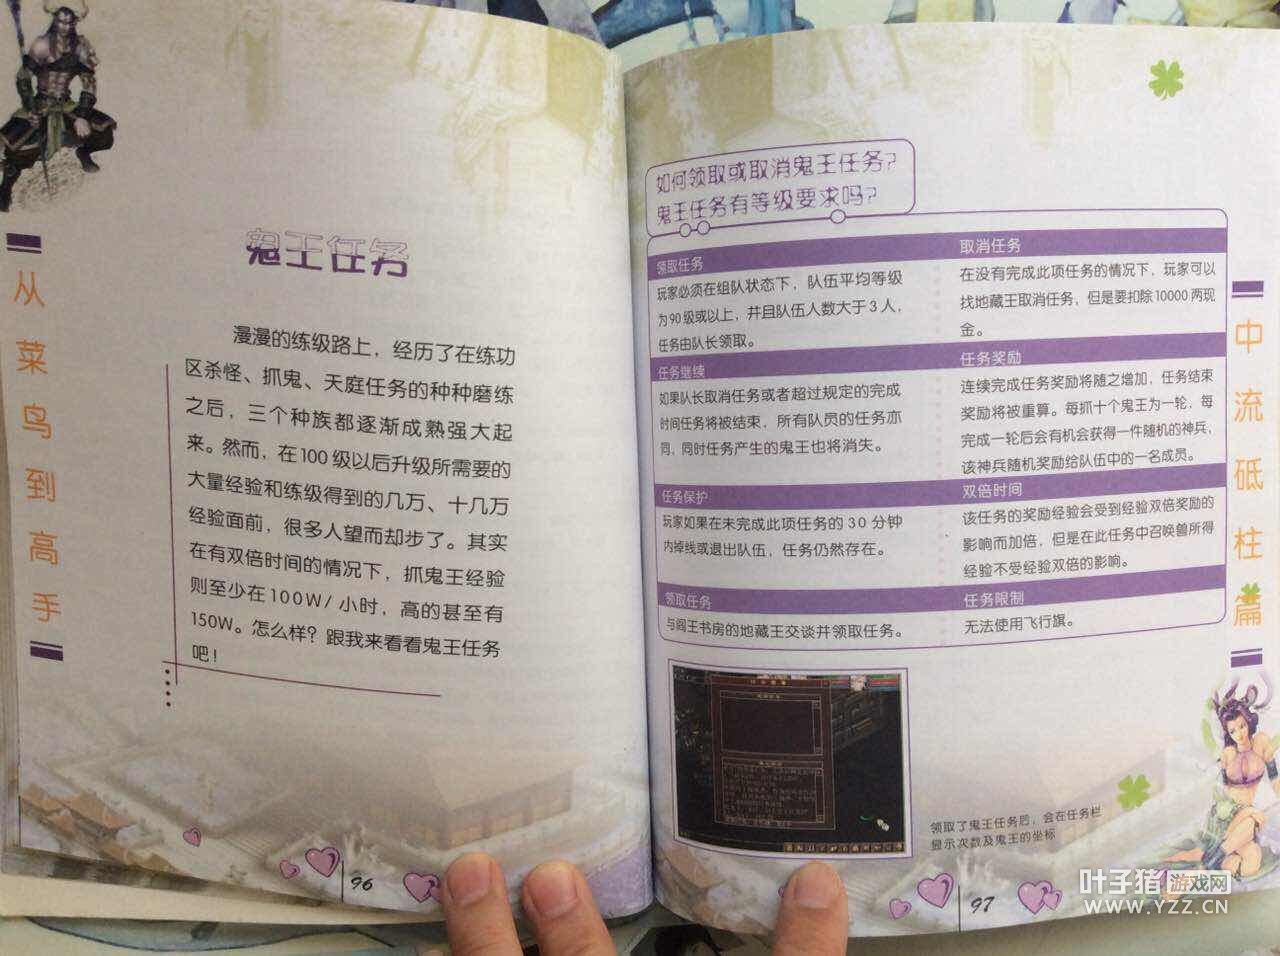 从菜鸟到高手
鬼王任务
漫漫的练级路上，经历了在练功
区杀怪、抓鬼、天庭任务的种种磨练
之后，三个种族都逐渐成熟强大起
来。然而，在100级以后升级所需要的
大量经验和练级得到的几万、十几万
经验面前，很多人望而却步了。其实
在有双倍时间的情况下，抓鬼王经验
则至少在100W/小时，高的甚至有
150W。怎么样？跟我来看看鬼王任务
吧！
96
如何领取或取消鬼王任务？
鬼王任务有等级要求吗？
领取任务
玩家必须在组队状态下，队伍平均等级
为90级或以上，并且队伍人数大于3人，
任务由队长领取。
取消任务
在没有完成此项任务的情况下，玩家可以
找地藏王取消任务，但是要扣除10000两现
金。
任务继续
如果队长取消任务或者超过规定的完成
时间任务将被结束，所有队员的任务亦
同，同时任务产生的鬼王也将消失。
任务奖励
连续完成任务奖励将随之增加，任务结束
奖励将被重算。每抓十个鬼王为一轮，每
完成一轮后会有机会获得一件随机的神兵，
该神兵随机奖励给队伍中的一名成员。
任务保护
玩家如果在未完成此项任务的30分钟
内掉线或退出队伍，任务仍然存在。
双倍时间
该任务的奖励经验会受到经验双倍奖励的
影响而加倍，但是在此任务中召唤兽所得
经验不受经验双倍的影响。
领取任务
与阎王书房的地藏王交谈并领取任务。
任务限制
无法使用飞行旗。
领取了鬼王任务后，会在任务栏
显示次数及鬼王的坐标
97
中流砥柱篇
叶子猪游戏网
WWW.YZZ.CN